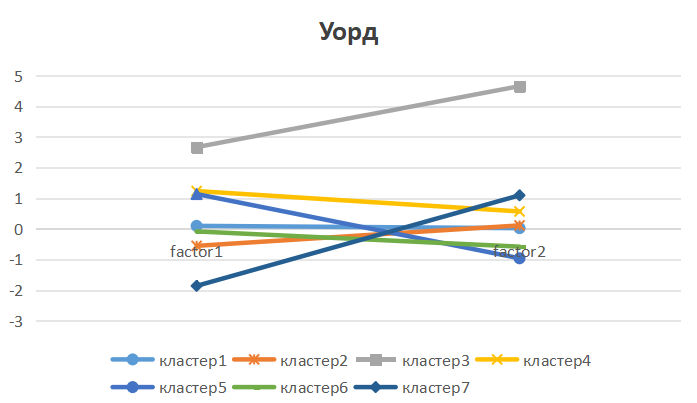 Уорд
5
4
3
2
1
0
-1
-2
-3
factor1 factor2
кластер1 кластер2 кластер3 кластер4
кластер5 кластер6 кластер7